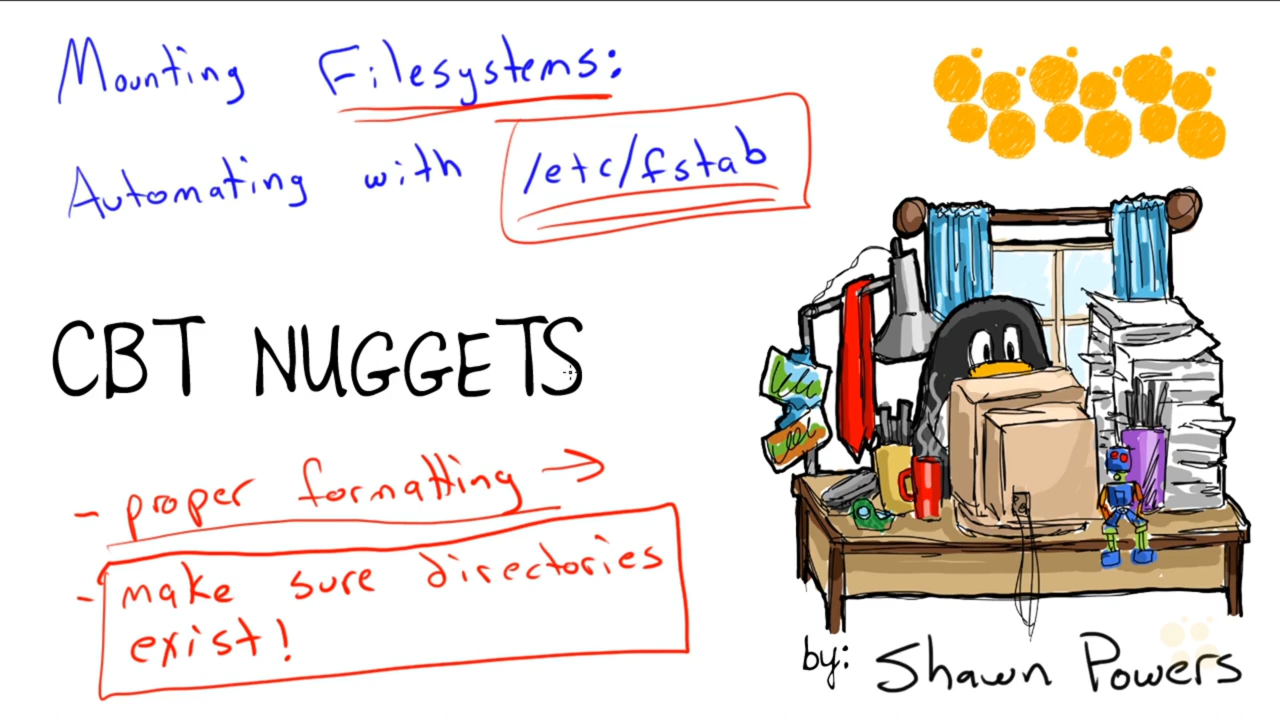 Mounting Filesystems:
Automating with /etc/fstab
CBT NUGGETS
- proper formatting →
- make sure directories
exist!
by: Shawn Powers